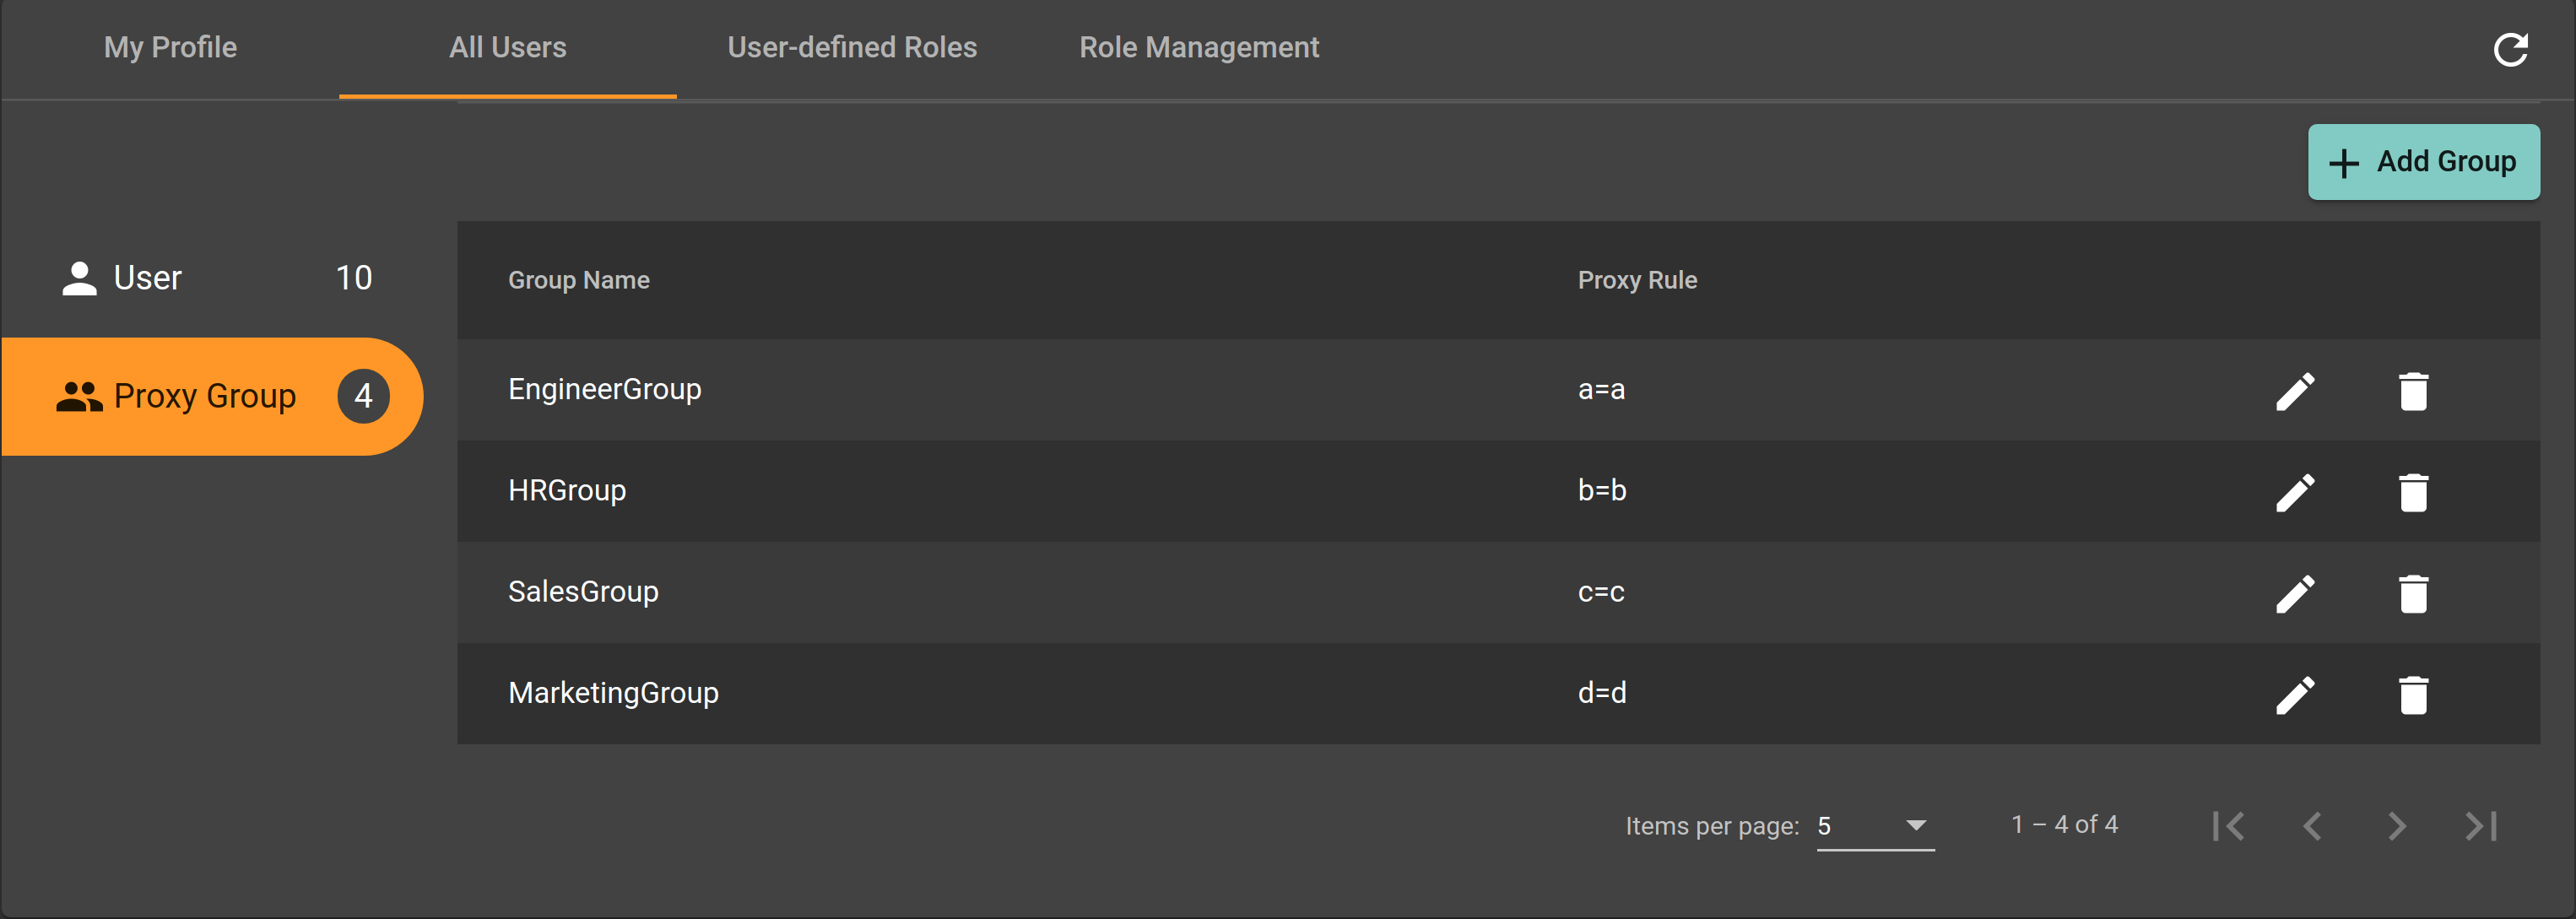 My Profile All Users User-defined Roles Role Management
Add Group
User 10
Proxy Group 4
Group Name Proxy Rule
EngineerGroup a=a
HRGroup b=b
SalesGroup c=c
MarketingGroup d=d
Items per page: 5 1 – 4 of 4